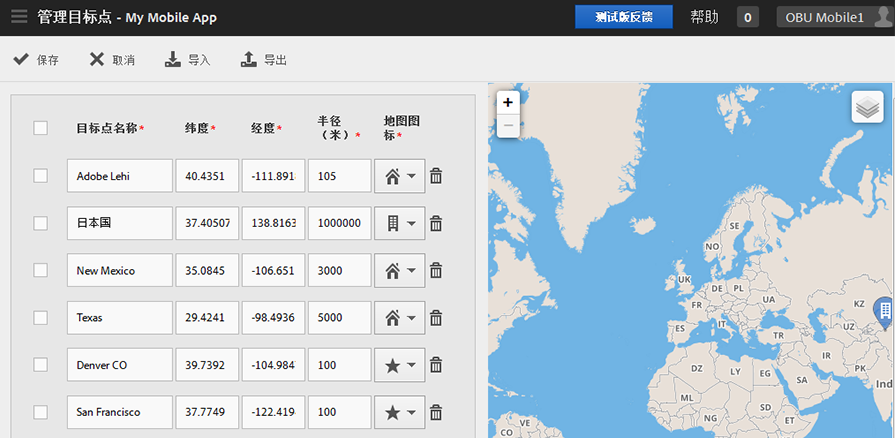 管理目标点 - My Mobile App
测试版反馈
帮助
0
OBU Mobile1
保存
取消
导入
导出
目标点名称*
纬度*
经度*
半径
（米）*
地图图
标*
Adobe Lehi 40.4351 -111.891 105
日本国 37.40507 138.8163 1000000
New Mexico 35.0845 -106.651 3000
Texas 29.4241 -98.4936 5000
Denver CO 39.7392 -104.984 100
San Francisco 37.7749 -122.419 100
+
−
SE
NO
UK
DE PL
FR
UA
KZ
ES
IT
TR
UZ
DZ
LY
EG
IR
PK
SA
Ind
ML
NG
SD
ET
VE
CO